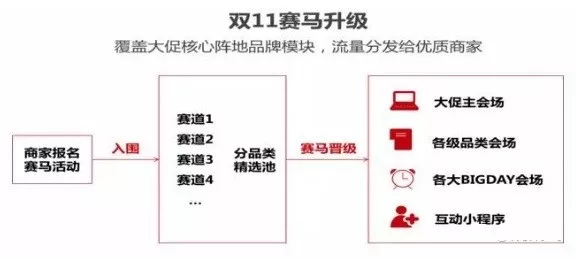 双11赛马升级
覆盖大促核心阵地品牌模块，流量分发给优质商家
商家报名
赛马活动
入围
赛道1
赛道2
赛道3
赛道4
...
分品类
精选池
赛马晋级
大促主会场
各级品类会场
各大BIGDAY会场
互动小程序